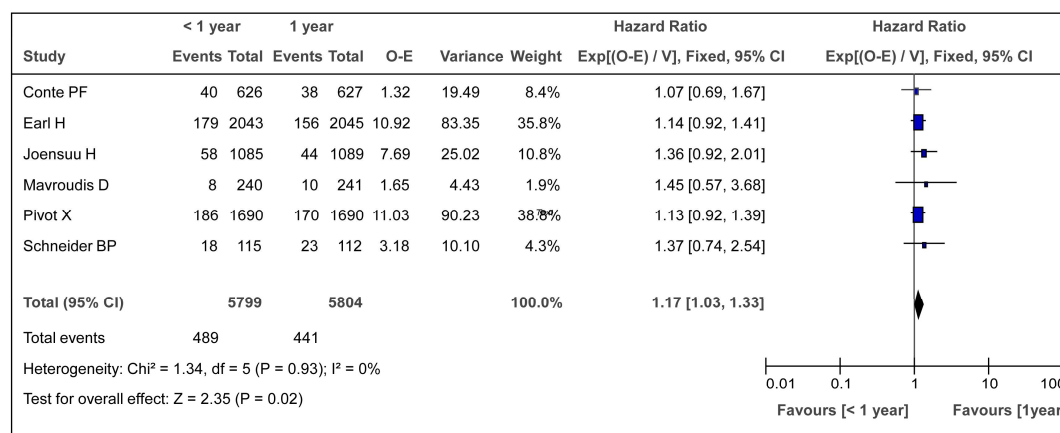 < 1 year 1 year Hazard Ratio Hazard Ratio
Study Events Total Events Total O-E Variance Weight Exp[(O-E) / V], Fixed, 95% CI Exp[(O-E) / V], Fixed, 95% CI
Conte PF 40 626 38 627 1.32 19.49 8.4% 1.07 [0.69, 1.67]
Earl H 179 2043 156 2045 10.92 83.35 35.8% 1.14 [0.92, 1.41]
Joensuu H 58 1085 44 1089 7.69 25.02 10.8% 1.36 [0.92, 2.01]
Mavroudis D 8 240 10 241 1.65 4.43 1.9% 1.45 [0.57, 3.68]
Pivot X 186 1690 170 1690 11.03 90.23 38.8% 1.13 [0.92, 1.39]
Schneider BP 18 115 23 112 3.18 10.10 4.3% 1.37 [0.74, 2.54]
Total (95% CI) 5799 5804 100.0% 1.17 [1.03, 1.33]
Total events 489 441
Heterogeneity: Chi² = 1.34, df = 5 (P = 0.93); I² = 0%
Test for overall effect: Z = 2.35 (P = 0.02)
0.01 0.1 1 10 100
Favours [< 1 year] Favours [1year